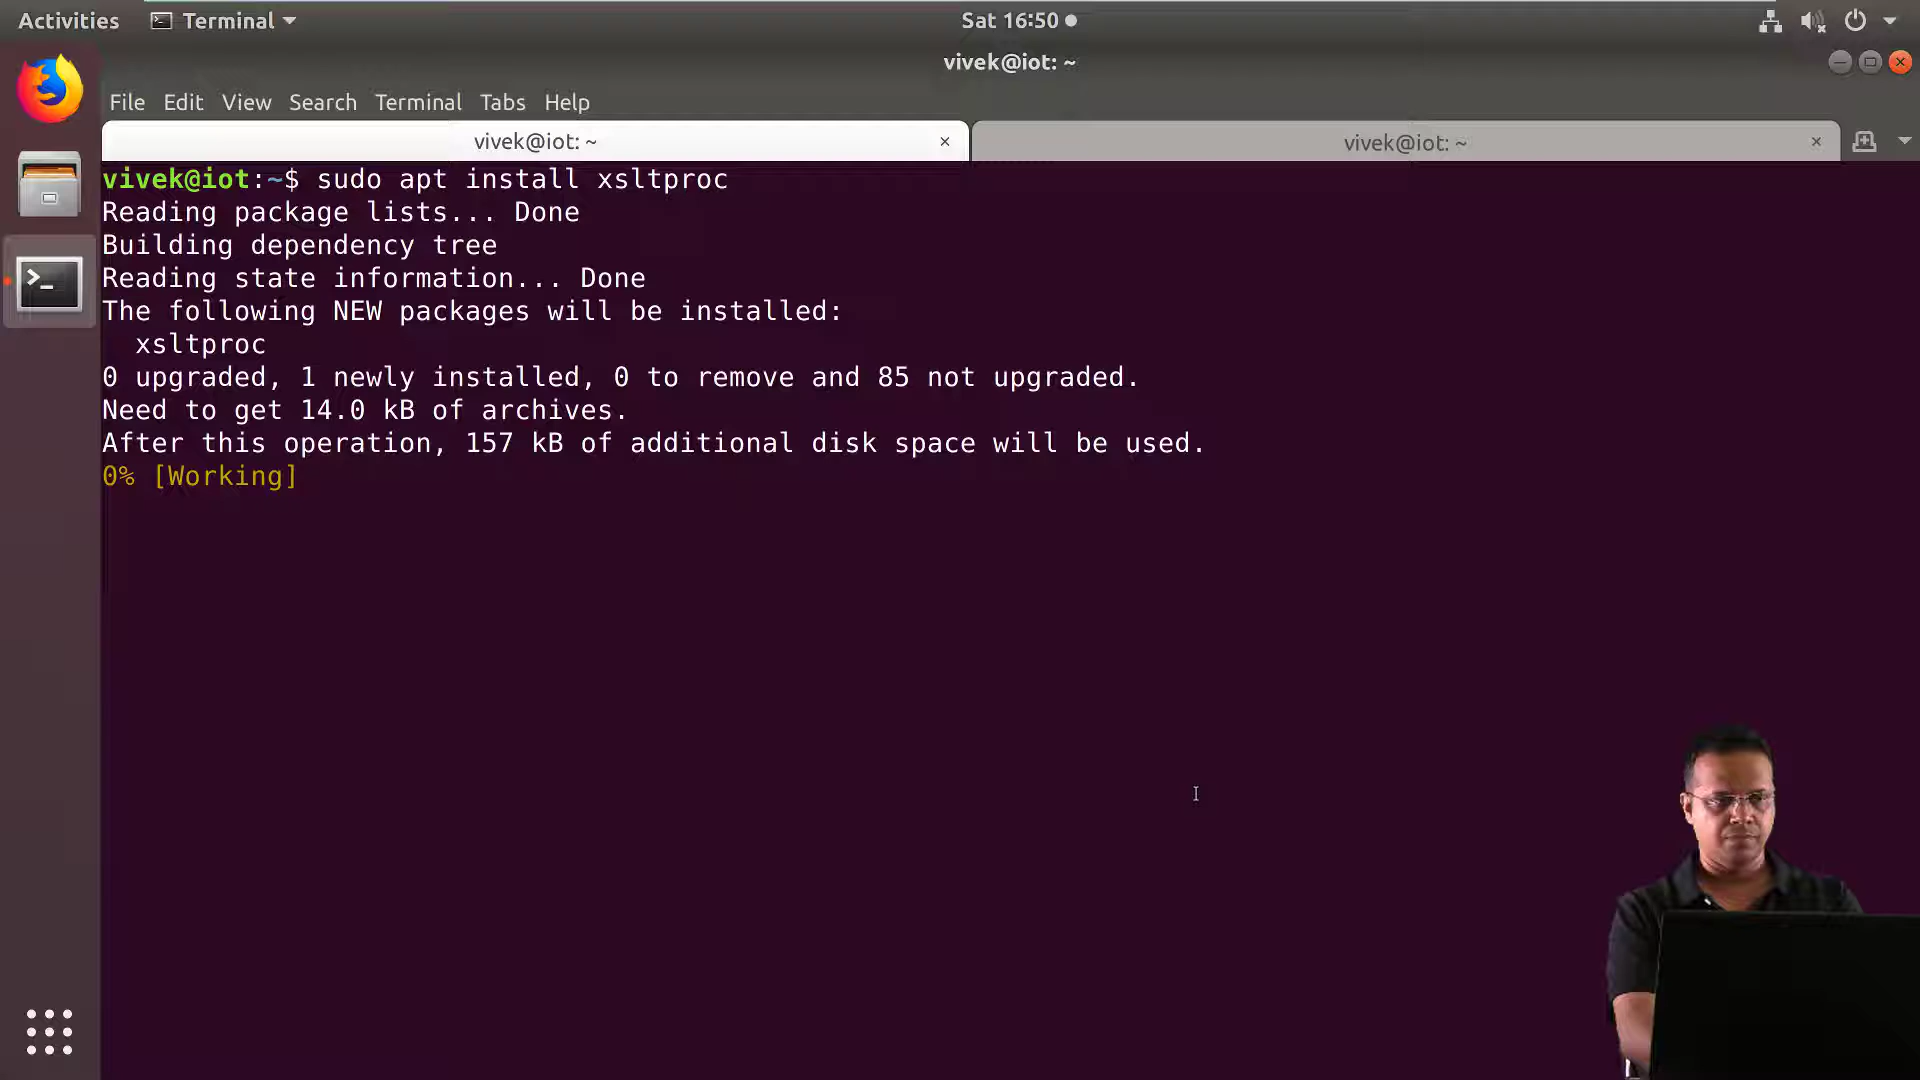 Activities
Terminal
Sat 16:50
vivek@iot: ~
File Edit View Search Terminal Tabs Help
vivek@iot: ~
vivek@iot: ~
vivek@iot:~$ sudo apt install xsltproc
Reading package lists... Done
Building dependency tree
Reading state information... Done
The following NEW packages will be installed:
xsltproc
0 upgraded, 1 newly installed, 0 to remove and 85 not upgraded.
Need to get 14.0 kB of archives.
After this operation, 157 kB of additional disk space will be used.
0% [Working]